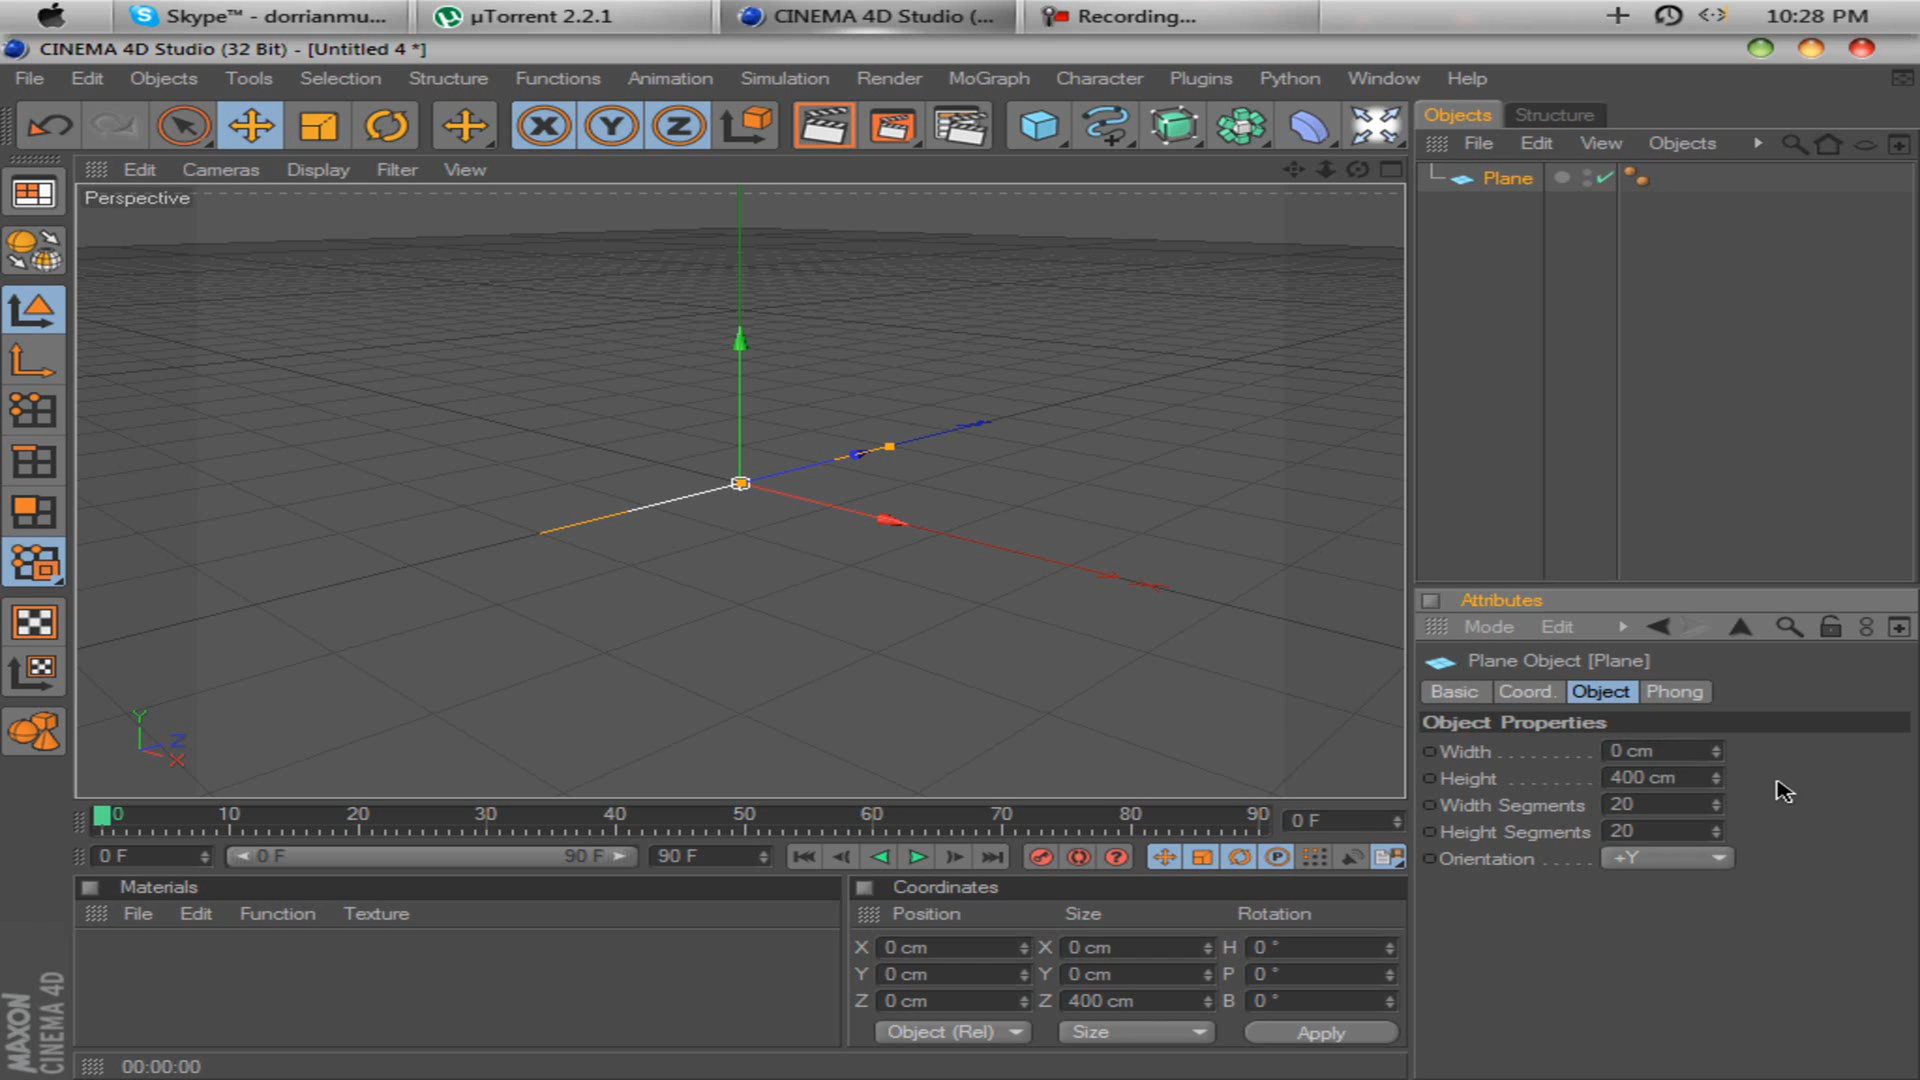 Skype™ - dorrianmu...
µTorrent 2.2.1
CINEMA 4D Studio (...
Recording...
10:28 PM
CINEMA 4D Studio (32 Bit) - [Untitled 4 *]
File Edit Objects Tools Selection Structure Functions Animation Simulation Render MoGraph Character Plugins Python Window Help
X Y Z
Objects Structure
File Edit View Objects
Plane
Edit Cameras Display Filter View
Perspective
Y
Z
X
Attributes
Mode Edit
Plane Object [Plane]
Basic Coord. Object Phong
Object Properties
Width . . . . . . . . 0 cm
Height . . . . . . . 400 cm
Width Segments 20
Height Segments 20
Orientation . . . . . +Y
0 10 20 30 40 50 60 70 80 90 0 F
0 F 0 F 90 F 90 F
Materials
File Edit Function Texture
Coordinates
Position Size Rotation
X 0 cm X 0 cm H 0 °
Y 0 cm Y 0 cm P 0 °
Z 0 cm Z 400 cm B 0 °
Object (Rel) Size Apply
MAXON
CINEMA 4D
00:00:00